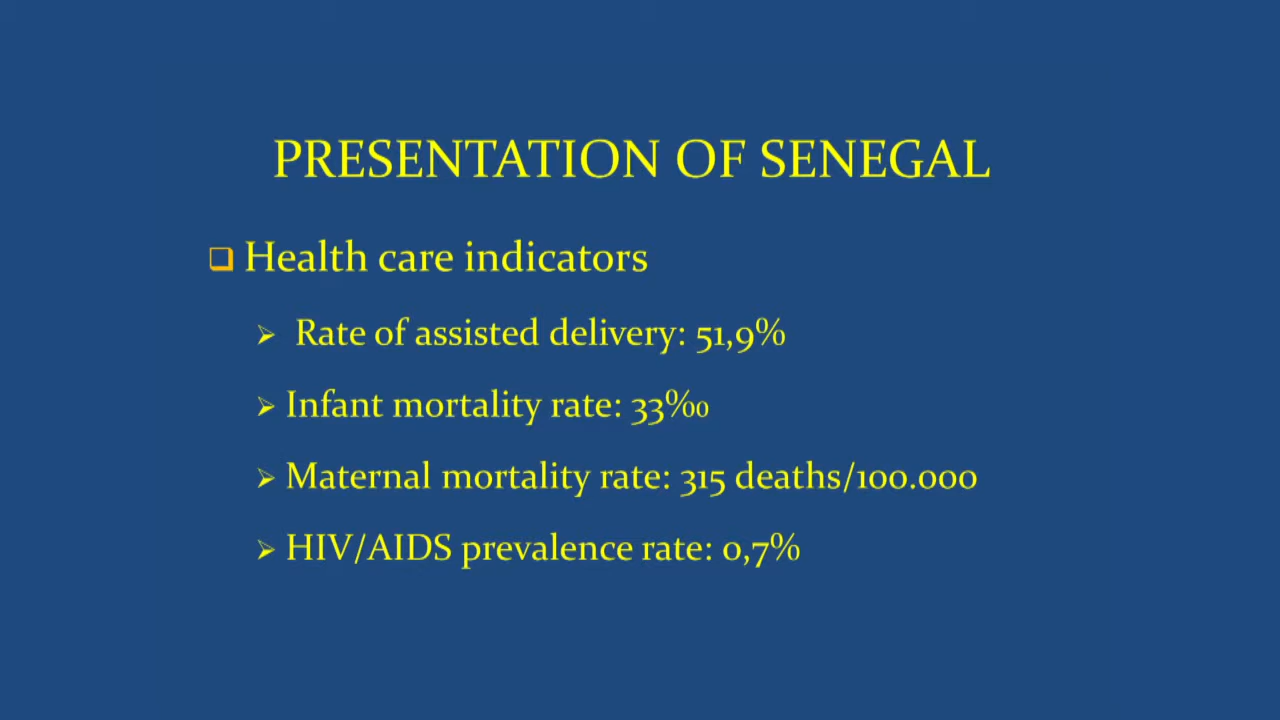 PRESENTATION OF SENEGAL
Health care indicators
Rate of assisted delivery: 51,9%
Infant mortality rate: 33‰
Maternal mortality rate: 315 deaths/100.000
HIV/AIDS prevalence rate: 0,7%